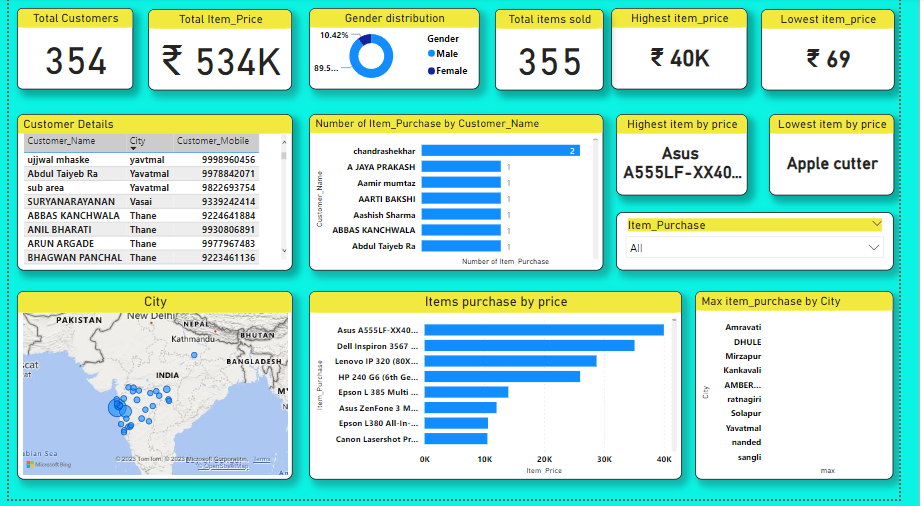 Total Customers
354
Total Item_Price
₹ 534K
Gender distribution
10.42%
89.5...
Gender
Male
Female
Total items sold
355
Highest item_price
₹ 40K
Lowest item_price
₹ 69
Customer Details
Customer_Name City Customer_Mobile
ujjwal mhaske yavtmal 9998960456
Abdul Taiyeb Ra Yavatmal 9978842071
sub area Yavatmal 9822693754
SURYANARAYANAN Vasai 9339242414
ABBAS KANCHWALA Thane 9224641884
ANIL BHARATI Thane 9930806891
ARUN ARGADE Thane 9977967483
BHAGWAN PANCHAL Thane 9223461136
Number of Item_Purchase by Customer_Name
Customer_Name
chandrashekhar 2
A JAYA PRAKASH 1
Aamir mumtaz 1
AARTI BAKSHI 1
Aashish Sharma 1
ABBAS KANCHWALA 1
Abdul Taiyeb Ra 1
Number of Item_Purchase
Highest item by price
Asus
A555LF-XX40...
Lowest item by price
Apple cutter
Item_Purchase
All
City
PAKISTAN
New Delhi
NEPAL
Kathmandu
BHUTAN
BANGLADESH
INDIA
scat
at
MY
bian Sea
Microsoft Bing
© 2023 TomTom, © 2023 Microsoft Corporation, Terms
© OpenStreetMap
Items purchase by price
Item_Purchase
Asus A555LF-XX40...
Dell Inspiron 3567 ...
Lenovo IP 320 (80X...
HP 240 G6 (6th Ge...
Epson L 385 Multi ...
Asus ZenFone 3 M...
Epson L380 All-In-...
Canon Lasershot Pr...
0K 10K 20K 30K 40K
Item_Price
Max item_purchase by City
City
Amravati
DHULE
Mirzapur
Kankavali
AMBER...
ratnagiri
Solapur
Yavatmal
nanded
sangli
max